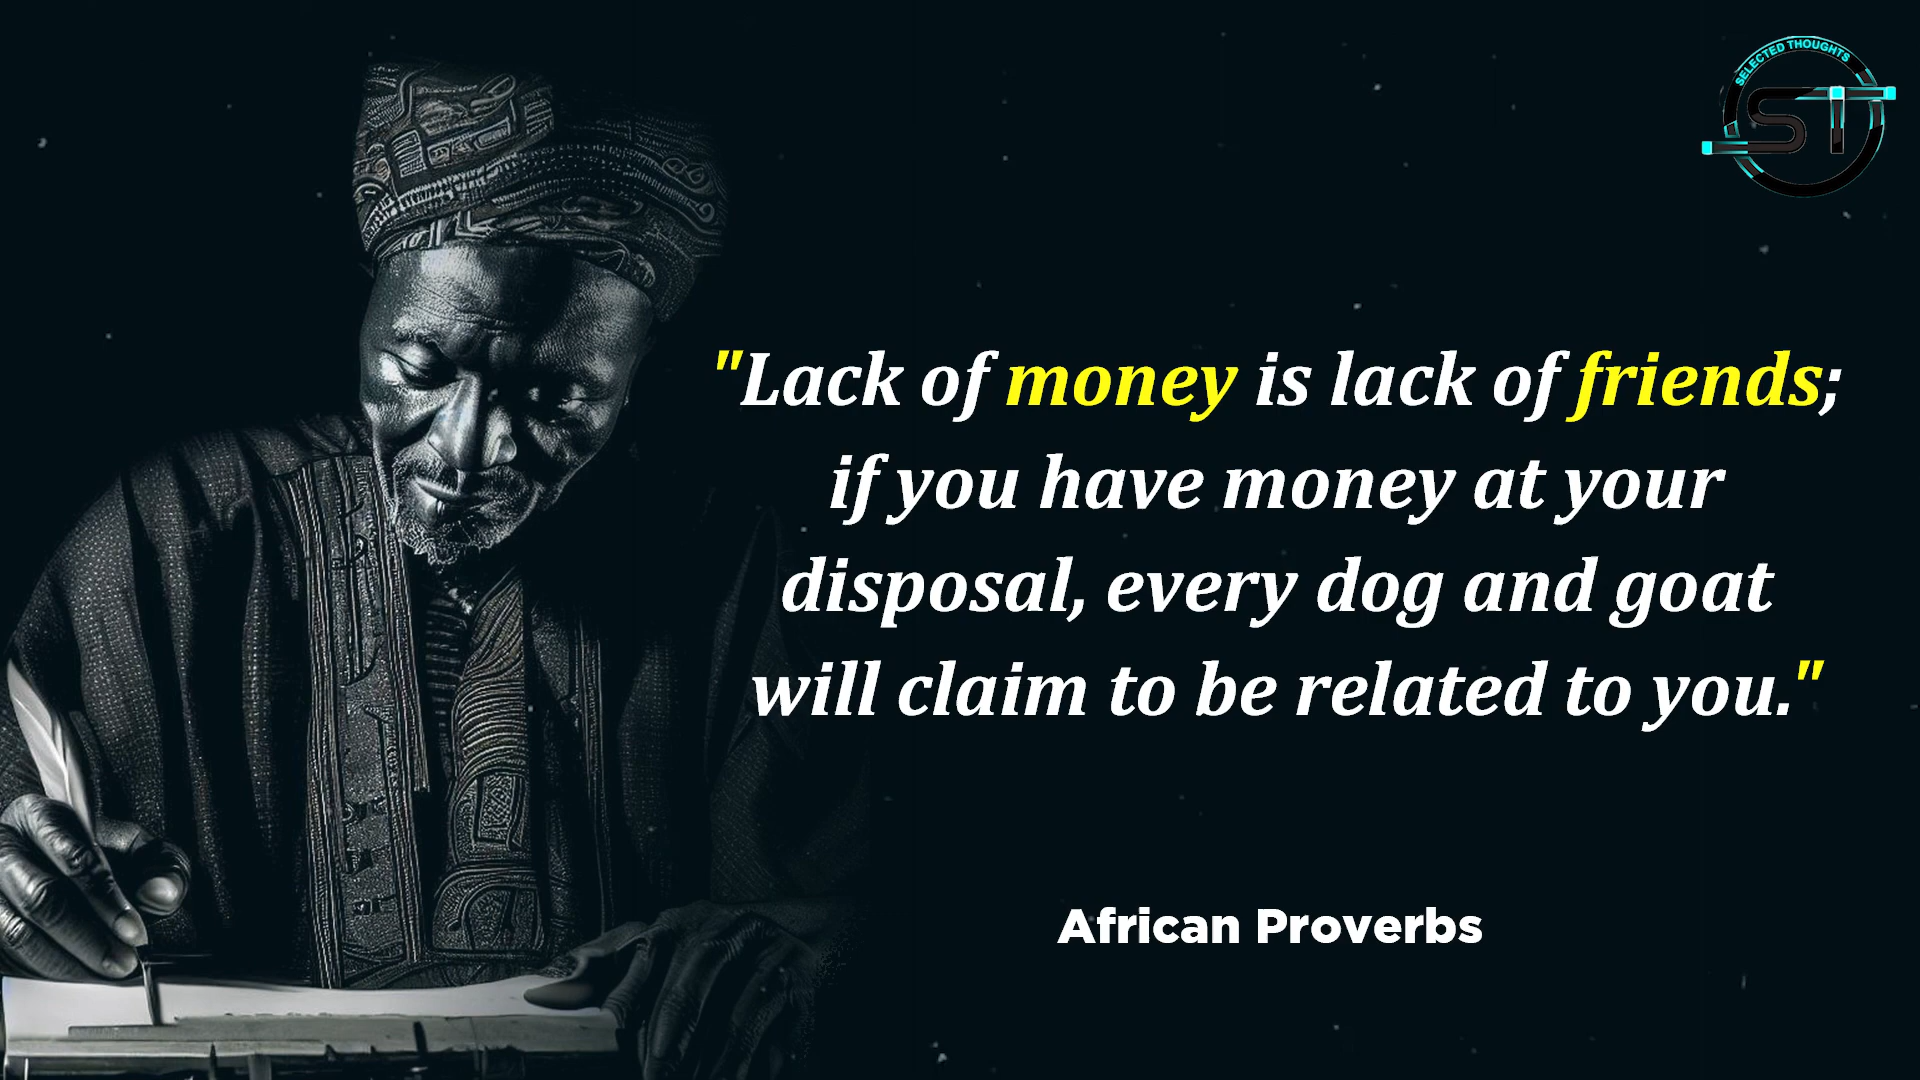 SELECTED THOUGHTS
ST
"Lack of money is lack of friends;
if you have money at your
disposal, every dog and goat
will claim to be related to you."
African Proverbs